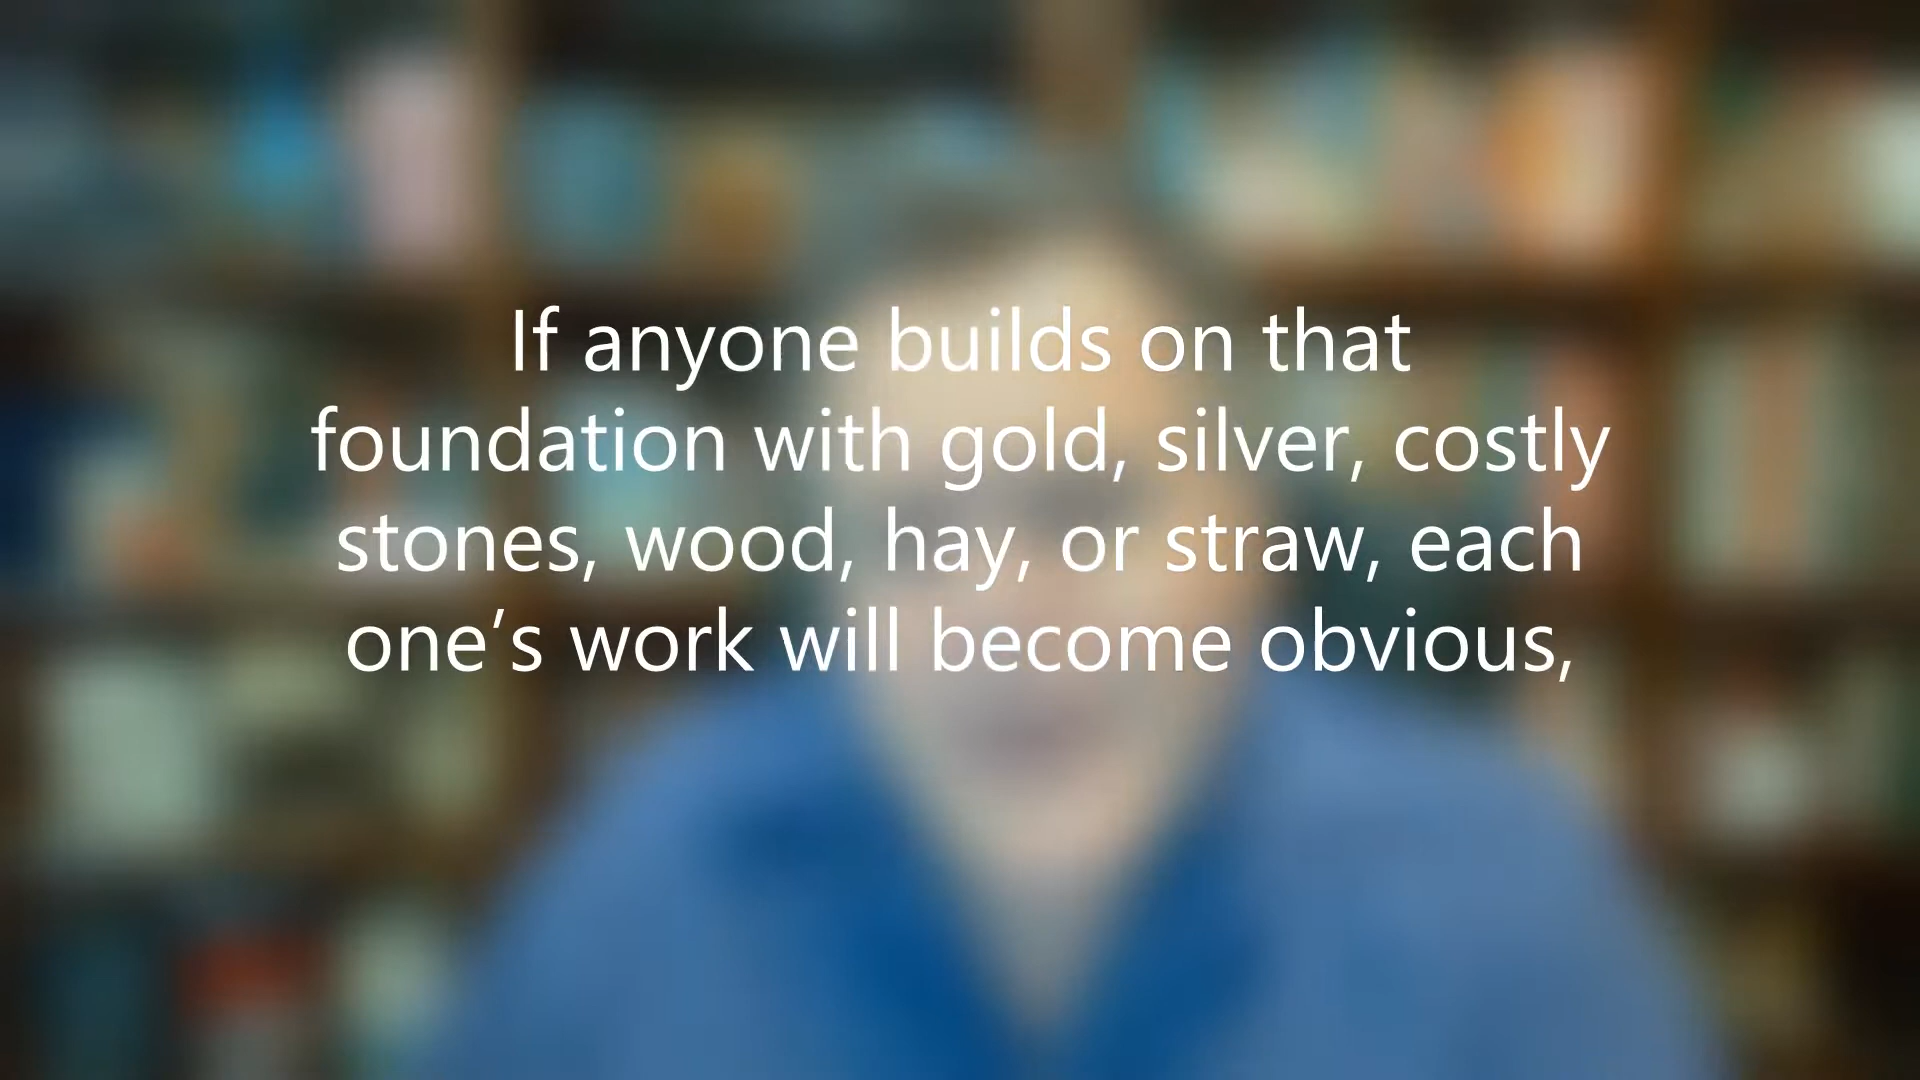 If anyone builds on that
foundation with gold, silver, costly
stones, wood, hay, or straw, each
one’s work will become obvious,